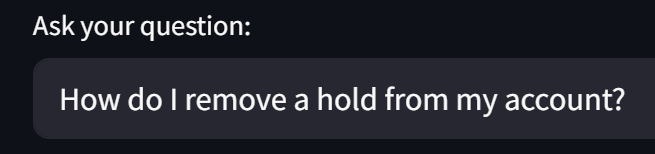 Ask your question:
How do I remove a hold from my account?